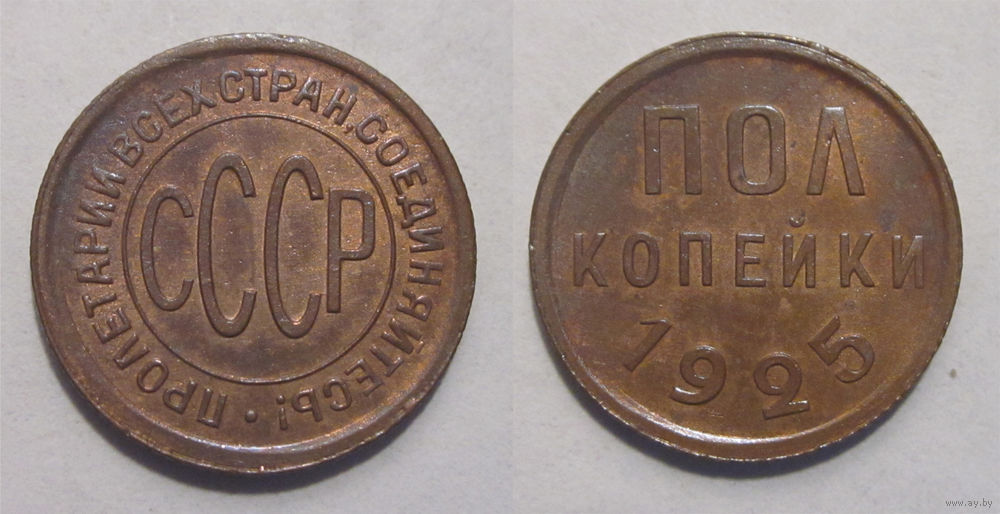 ПРОЛЕТАРИИ ВСЕХ СТРАН, СОЕДИНЯЙТЕСЬ!
СССР
ПОЛ
КОПЕЙКИ
1925
www.ay.by